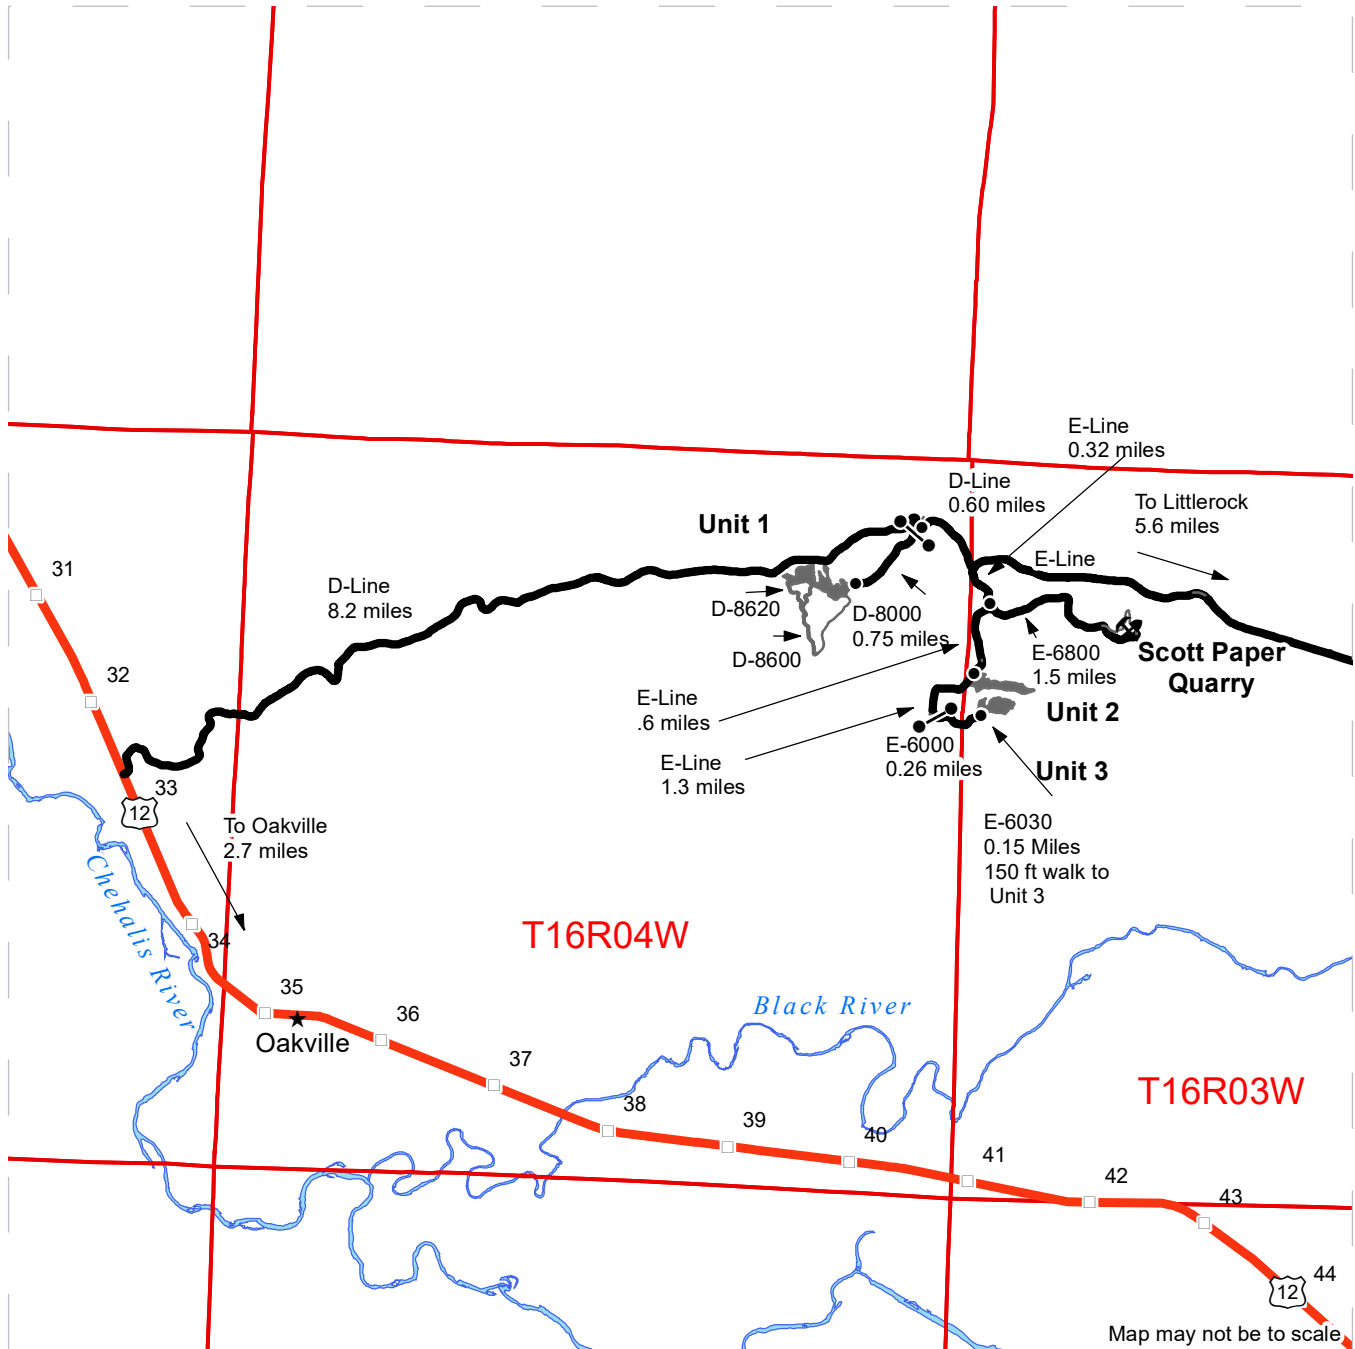 E-Line
0.32 miles
D-Line
0.60 miles
To Littlerock
5.6 miles
Unit 1
E-Line
31
D-Line
8.2 miles
D-8620
D-8000
0.75 miles
D-8600
E-6800
1.5 miles
Scott Paper
Quarry
32
E-Line
.6 miles
Unit 2
E-6000
0.26 miles
E-Line
1.3 miles
Unit 3
33
12
To Oakville
2.7 miles
E-6030
0.15 Miles
150 ft walk to
Unit 3
Chehalis River
34
T16R04W
35
Oakville
36
Black River
37
T16R03W
38
39
40
41
42
43
44
12
Map may not be to scale